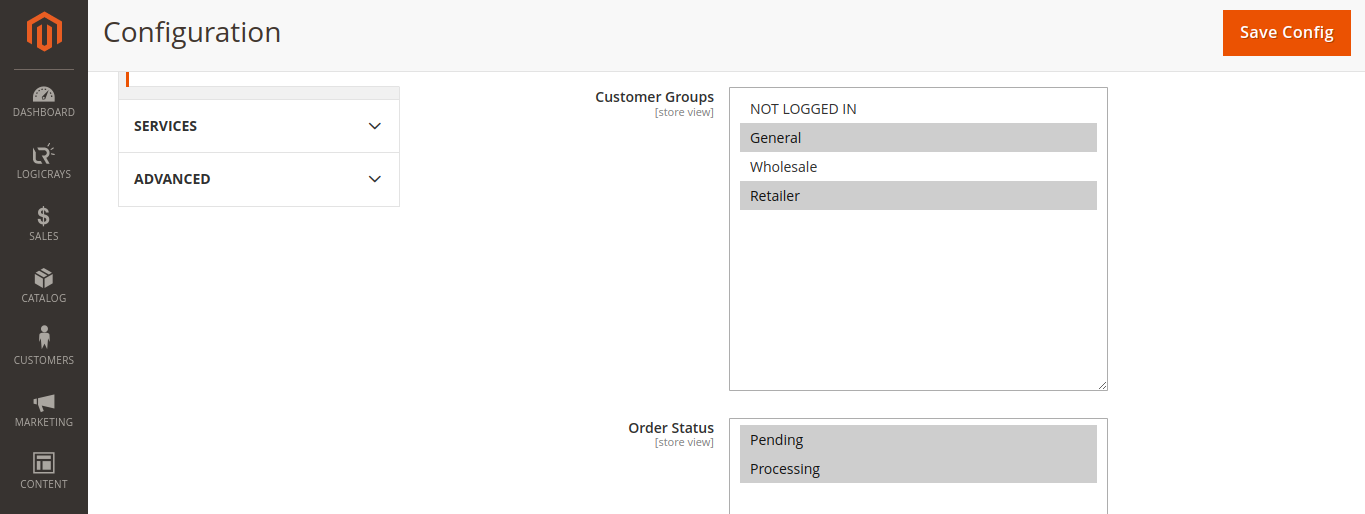 Configuration
Save Config
DASHBOARD
LOGICRAYS
SALES
CATALOG
CUSTOMERS
MARKETING
CONTENT
SERVICES
ADVANCED
Customer Groups
[store view]
NOT LOGGED IN
General
Wholesale
Retailer
Order Status
[store view]
Pending
Processing